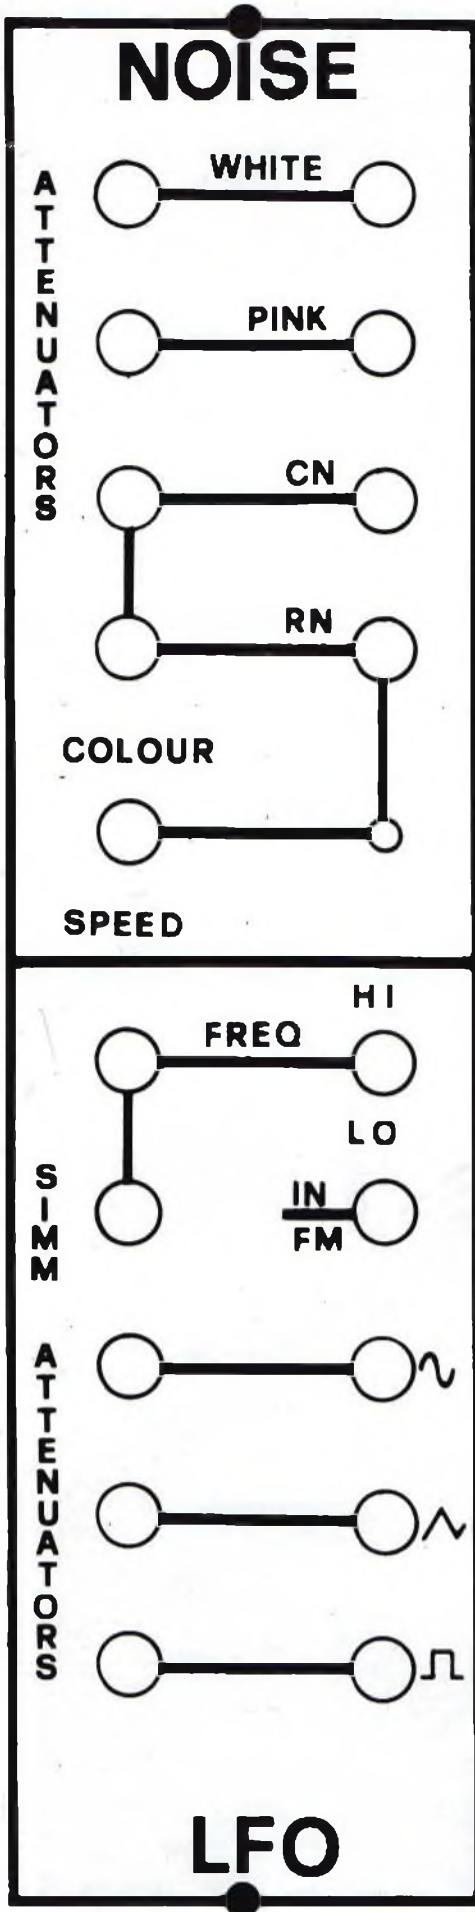 NOISE
WHITE
ATTENUATORS
PINK
CN
RN
COLOUR
SPEED
HI
FREQ
LO
SIMM
IN
FM
ATTENUATORS
LFO